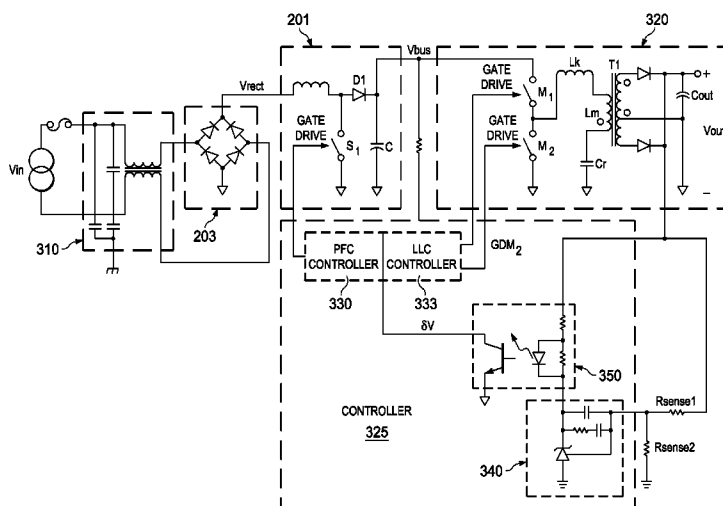 201
320
Vbus
Vrect
D1
Lk
T1
GATE
DRIVE
M1
Lm
Cout
Vin
GATE
DRIVE
S1
C
GATE
DRIVE
M2
Cr
Vout
+
–
310
203
PFC
CONTROLLER
LLC
CONTROLLER
GDM2
330
333
δV
350
CONTROLLER
325
Rsense1
340
Rsense2